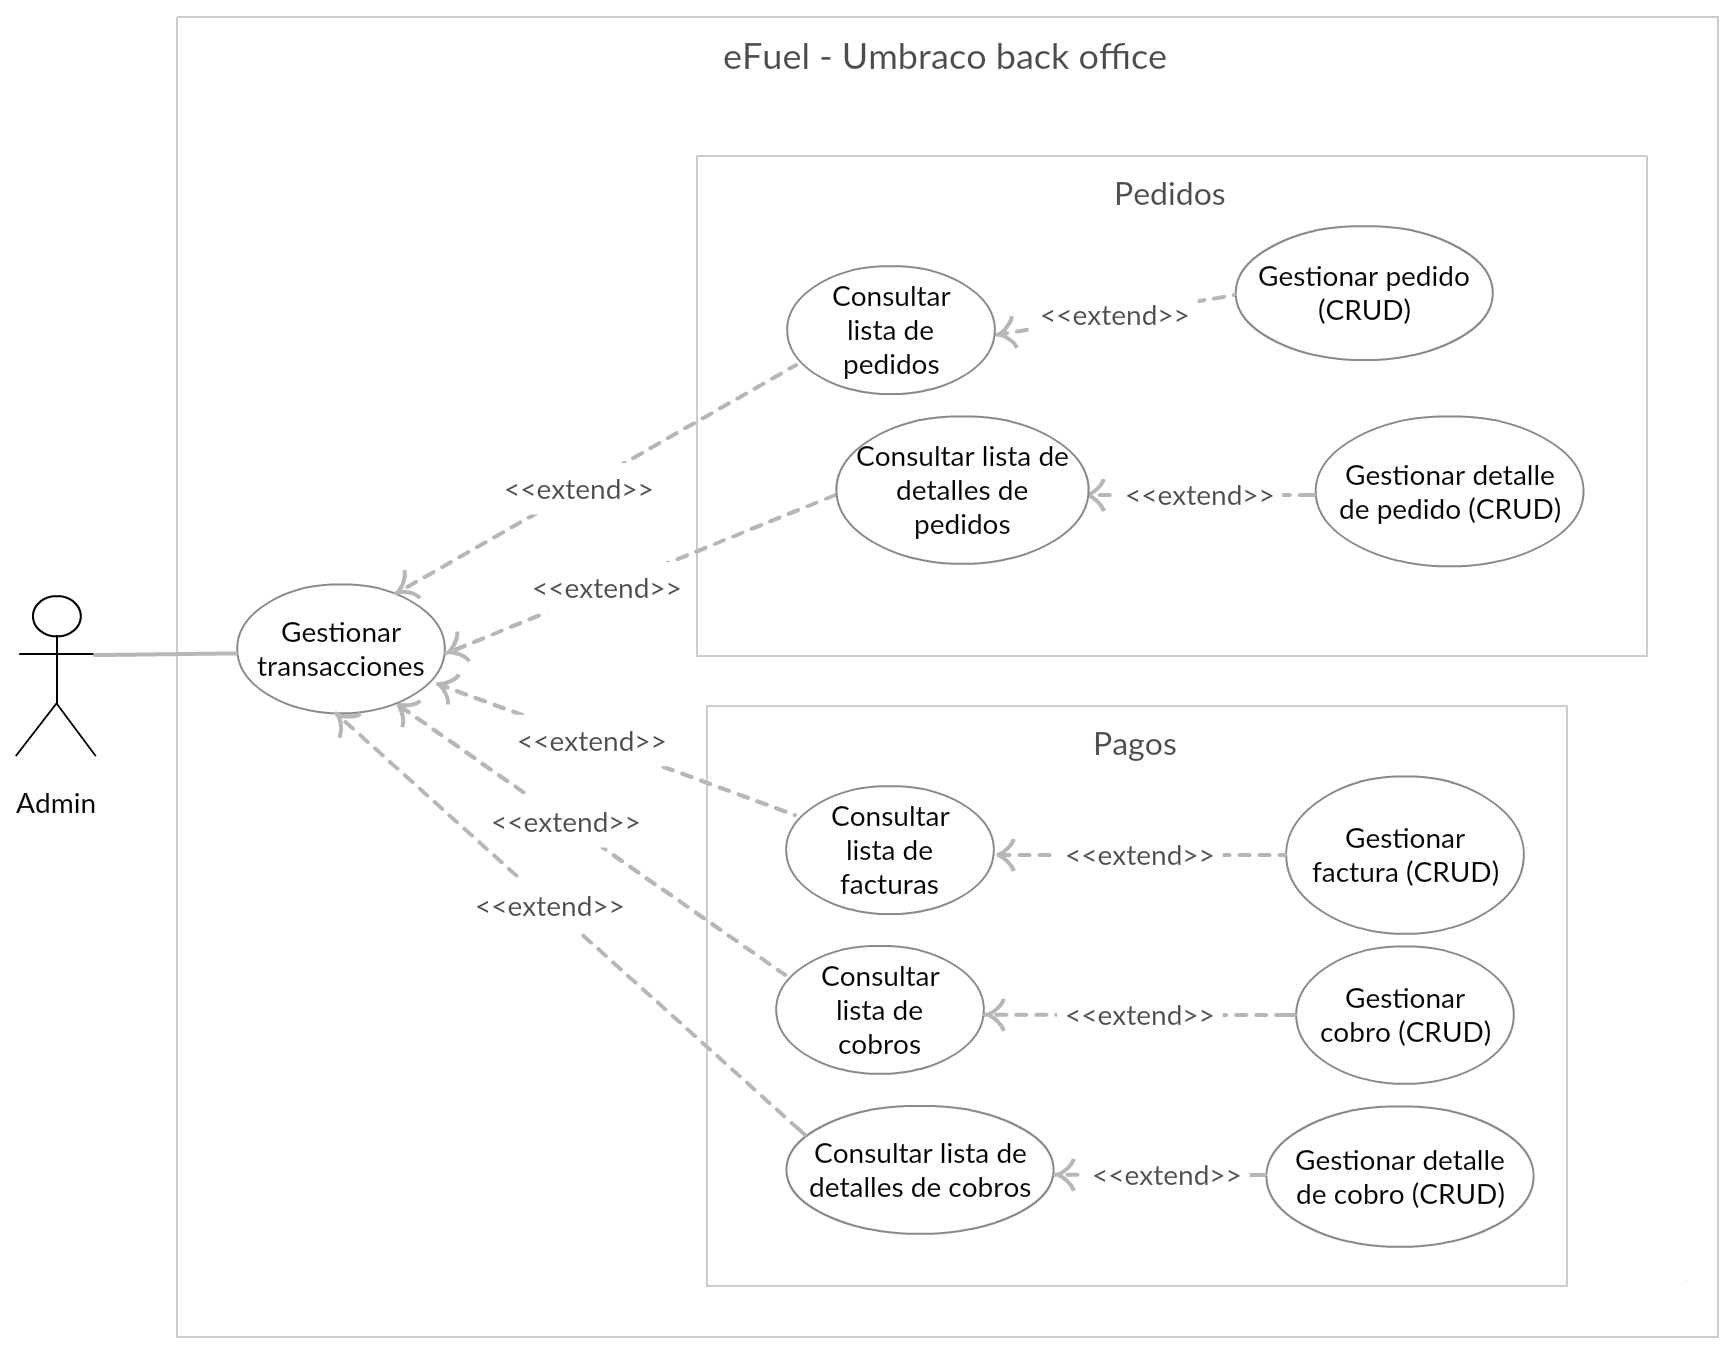 eFuel - Umbraco back office
Pedidos
Consultar
lista de
pedidos
<<extend>>
Gestionar pedido
(CRUD)
Consultar lista de
detalles de
pedidos
<<extend>>
Gestionar detalle
de pedido (CRUD)
<<extend>>
<<extend>>
Gestionar
transacciones
Admin
<<extend>>
<<extend>>
<<extend>>
Pagos
Consultar
lista de
facturas
<<extend>>
Gestionar
factura (CRUD)
Consultar
lista de
cobros
<<extend>>
Gestionar
cobro (CRUD)
Consultar lista de
detalles de cobros
<<extend>>
Gestionar detalle
de cobro (CRUD)